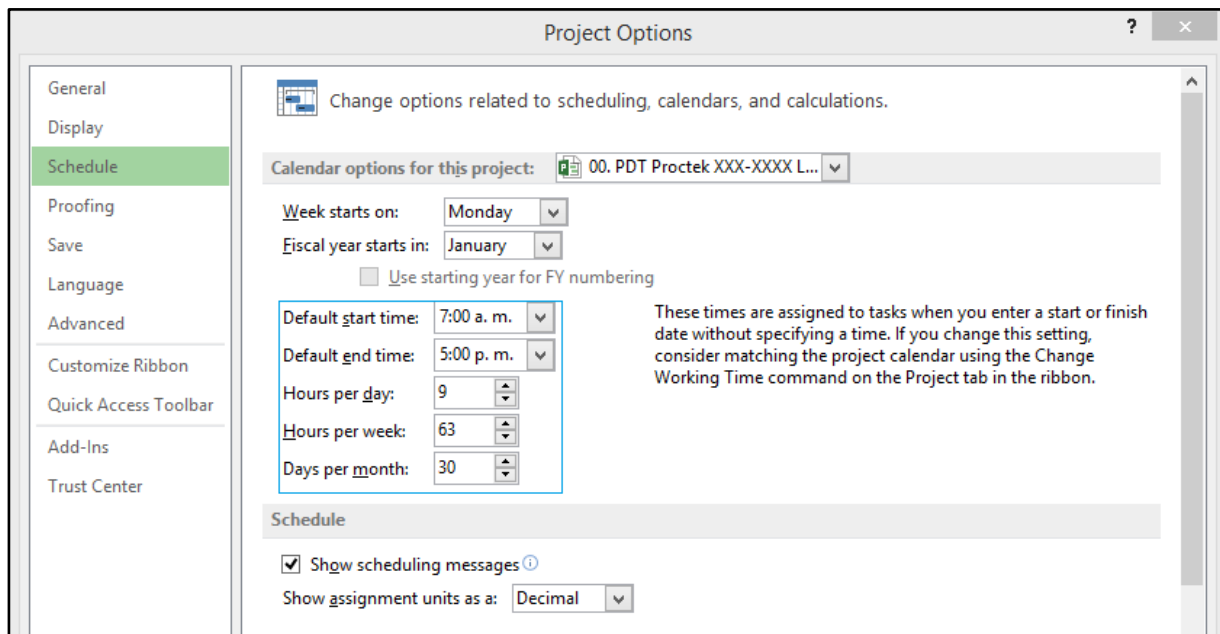 Project Options
?
General
Display
Schedule
Proofing
Save
Language
Advanced
Customize Ribbon
Quick Access Toolbar
Add-Ins
Trust Center
Change options related to scheduling, calendars, and calculations.
Calendar options for this project: 00. PDT Proctek XXX-XXXX L...
Week starts on: Monday
Fiscal year starts in: January
Use starting year for FY numbering
Default start time: 7:00 a. m.
Default end time: 5:00 p. m.
Hours per day: 9
Hours per week: 63
Days per month: 30
These times are assigned to tasks when you enter a start or finish
date without specifying a time. If you change this setting,
consider matching the project calendar using the Change
Working Time command on the Project tab in the ribbon.
Schedule
Show scheduling messages
Show assignment units as a: Decimal